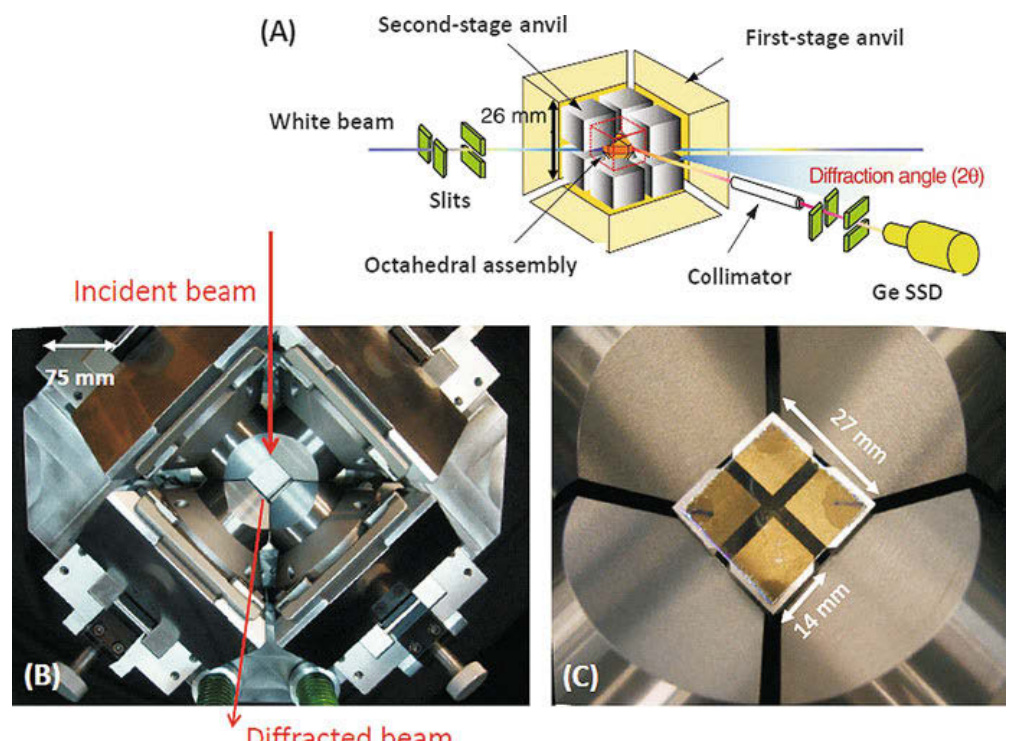 (A)
Second-stage anvil
First-stage anvil
26 mm
White beam
Diffraction angle (2θ)
Slits
Octahedral assembly
Collimator
Ge SSD
Incident beam
75 mm
27 mm
14 mm
(B)
(C)
Diffracted beam